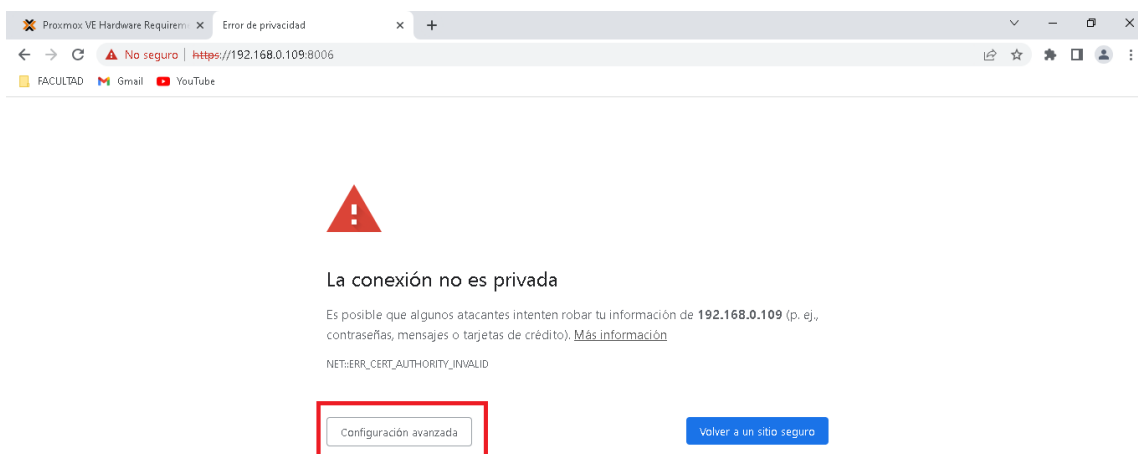 Proxmox VE Hardware Requirem
Error de privacidad
No seguro | https://192.168.0.109:8006
FACULTAD
Gmail
YouTube
La conexión no es privada
Es posible que algunos atacantes intenten robar tu información de 192.168.0.109 (p. ej.,
contraseñas, mensajes o tarjetas de crédito). Más información
NET::ERR_CERT_AUTHORITY_INVALID
Configuración avanzada
Volver a un sitio seguro